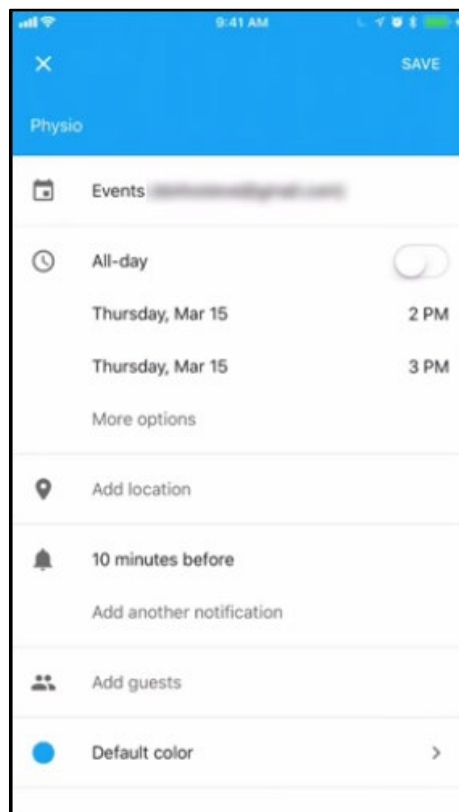 9:41 AM
SAVE
Physio
Events
All-day
Thursday, Mar 15 2 PM
Thursday, Mar 15 3 PM
More options
Add location
10 minutes before
Add another notification
Add guests
Default color